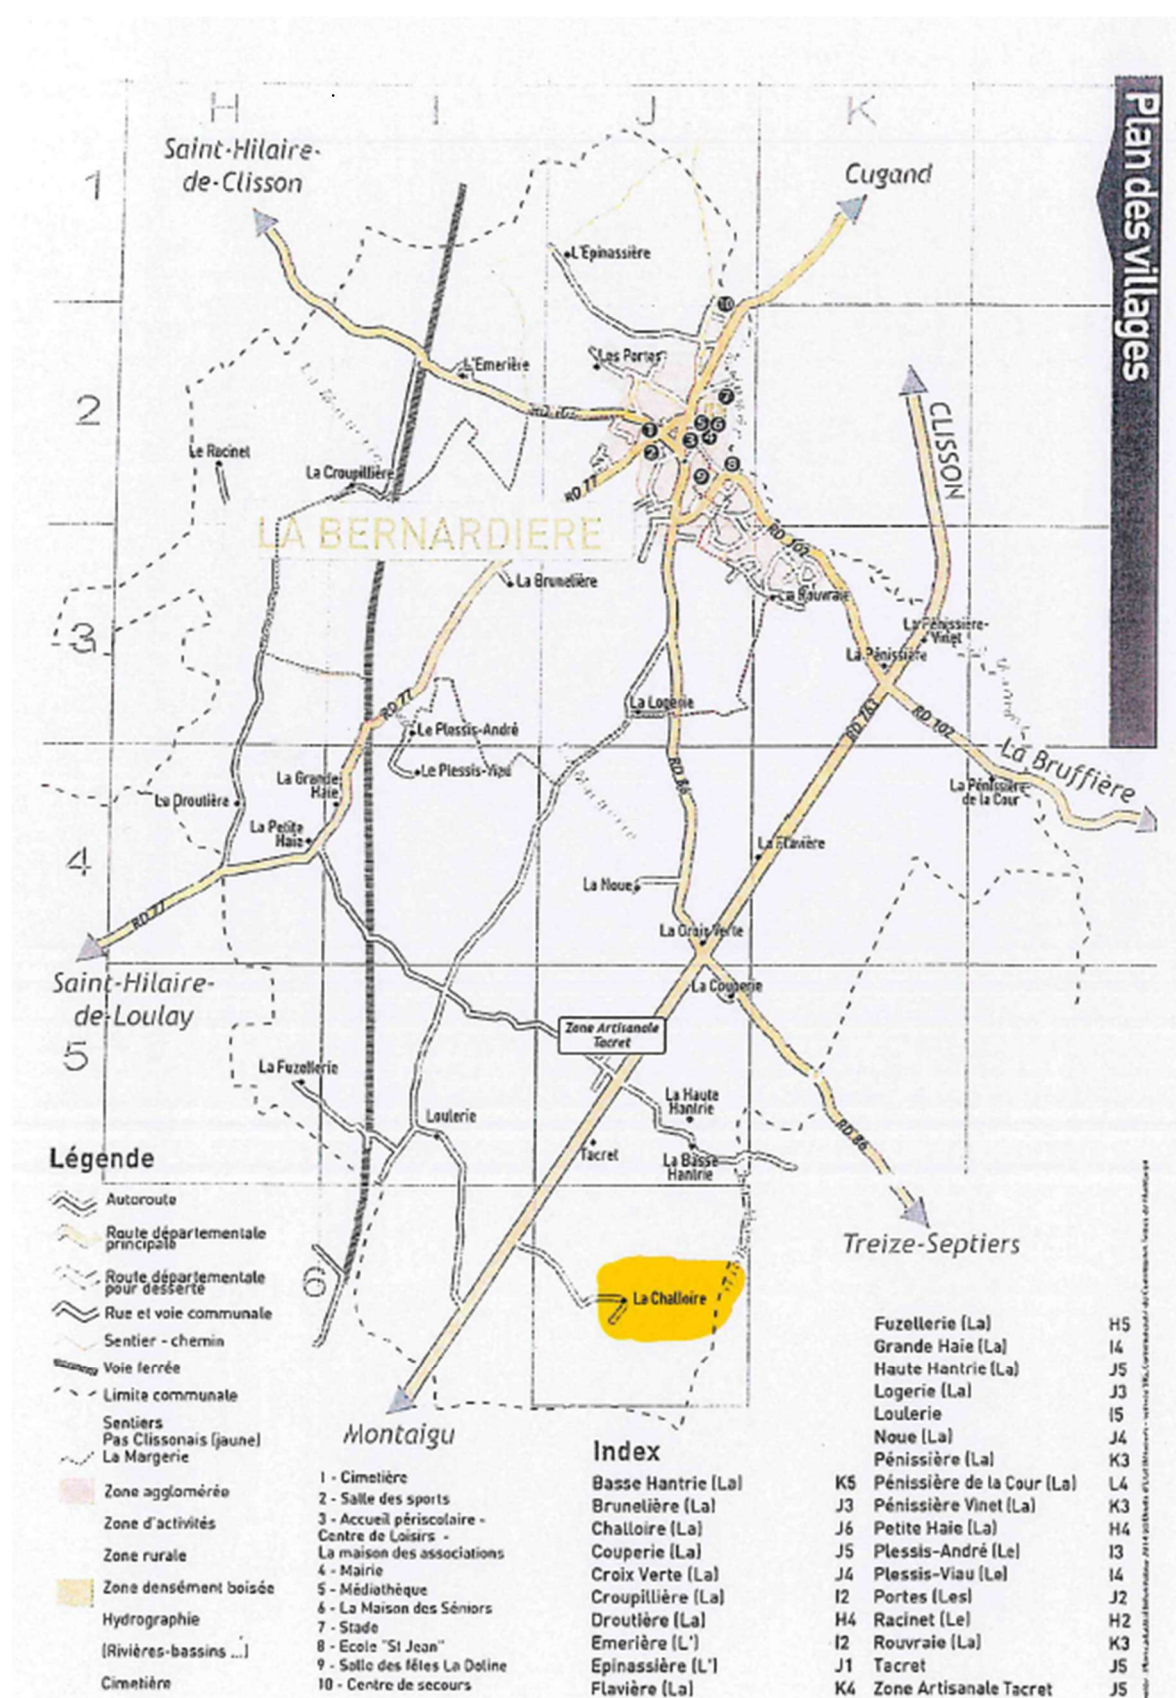 H I J K
Plan des villages
1
2
3
4
5
6
Saint-Hilaire-
de-Clisson
Cugand
L'Epinassière
10
Les Portes
L'Emerière
7
5 6
1 3 4
2
8
9
RD 77
CLISSON
Le Racinet
La Croupillière
LA BERNARDIERE
RD 102
La Brunelière
La Rouvraie
La Pénissière-
Vinet
La Pénissière
La Logerie
RD 77
RD 763
RD 102
Le Plessis-André
Le Plessis-Viau
La Bruffière
La Grande
Haie
RD 86
La Pénissière
de la Cour
La Droutière
La Petite
Haie
La Flavière
La Noue
RD 77
La Croix Verte
Saint-Hilaire-
de-Loulay
La Couperie
Zone Artisanale
Tacret
La Fuzellerie
La Haute
Hantrie
Loulerie
RD 86
Tacret
La Basse
Hantrie
Treize-Septiers
La Challoire
Montaigu
Légende
Autoroute
Route départementale
principale
Route départementale
pour desserte
Rue et voie communale
Sentier - chemin
Voie ferrée
Limite communale
Sentiers
Pas Clissonais (jaune)
La Margerie
Zone agglomérée
Zone d'activités
Zone rurale
Zone densément boisée
Hydrographie
(Rivières-bassins ...)
Cimetière
1 - Cimetière
2 - Salle des sports
3 - Accueil périscolaire -
Centre de Loisirs -
La maison des associations
4 - Mairie
5 - Médiathèque
6 - La Maison des Séniors
7 - Stade
8 - Ecole "St Jean"
9 - Salle des fêtes La Doline
10 - Centre de secours
Index
Basse Hantrie (La) K5
Brunelière (La) J3
Challoire (La) J6
Couperie (La) J5
Croix Verte (La) J4
Croupillière (La) I2
Droutière (La) H4
Emerière (L') I2
Epinassière (L') J1
Flavière (La) K4
Fuzellerie (La) H5
Grande Haie (La) I4
Haute Hantrie (La) J5
Logerie (La) J3
Loulerie I5
Noue (La) J4
Pénissière (La) K3
Pénissière de la Cour (La) L4
Pénissière Vinet (La) K3
Petite Haie (La) H4
Plessis-André (Le) I3
Plessis-Viau (Le) I4
Portes (Les) J2
Racinet (Le) H2
Rouvraie (La) K3
Tacret J5
Zone Artisanale Tacret J5